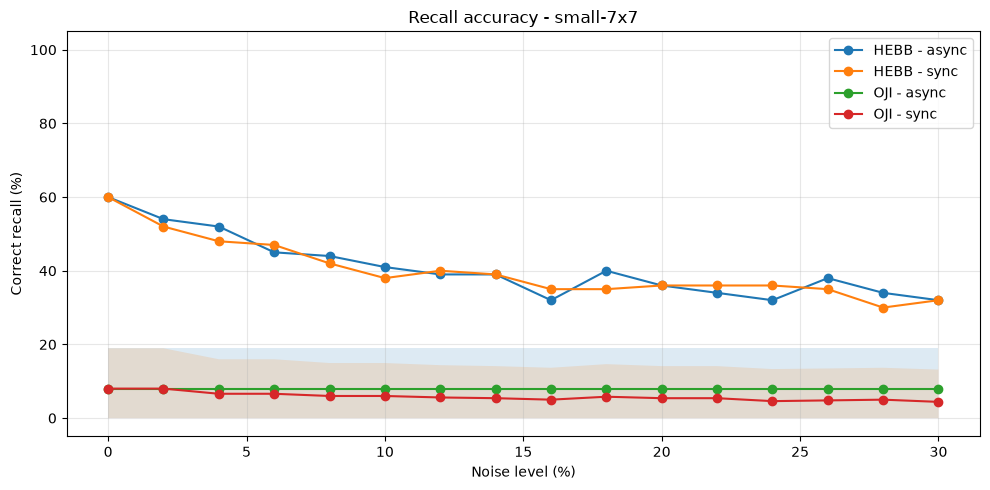 Recall accuracy - small-7x7
Correct recall (%)
100
80
60
40
20
0
HEBB - async
HEBB - sync
OJI - async
OJI - sync
0 5 10 15 20 25 30
Noise level (%)